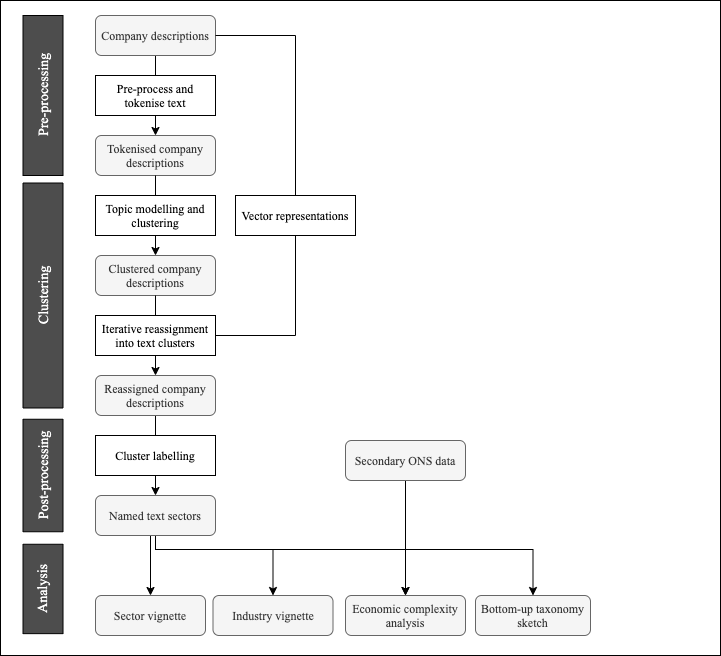 Pre-processing
Company descriptions
Pre-process and
tokenise text
Tokenised company
descriptions
Clustering
Topic modelling and
clustering
Vector representations
Clustered company
descriptions
Iterative reassignment
into text clusters
Reassigned company
descriptions
Post-processing
Cluster labelling
Secondary ONS data
Named text sectors
Analysis
Sector vignette
Industry vignette
Economic complexity
analysis
Bottom-up taxonomy
sketch